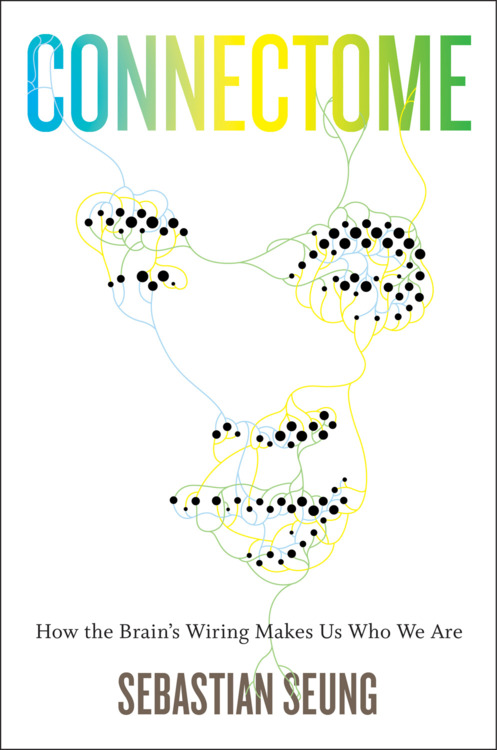 CONNECTOME
How the Brain’s Wiring Makes Us Who We Are
SEBASTIAN SEUNG